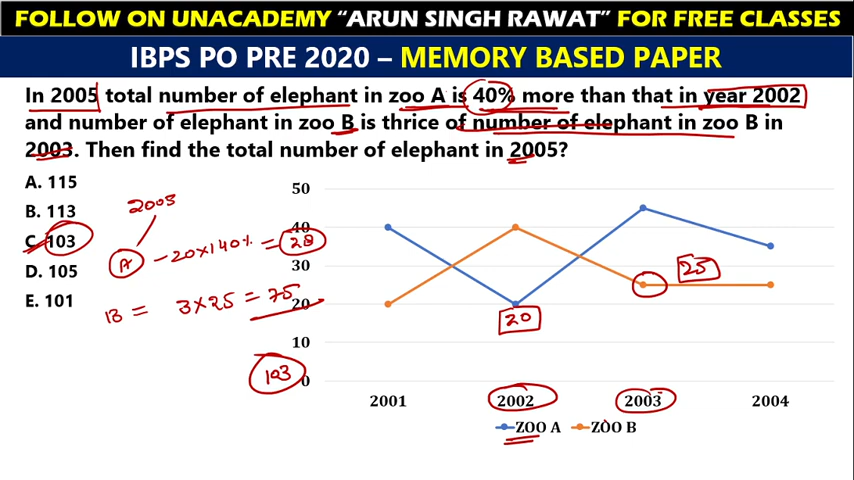 FOLLOW ON UNACADEMY “ARUN SINGH RAWAT” FOR FREE CLASSES
IBPS PO PRE 2020 – MEMORY BASED PAPER
In 2005 total number of elephant in zoo A is 40% more than that in year 2002
and number of elephant in zoo B is thrice of number of elephant in zoo B in
2003. Then find the total number of elephant in 2005?
A. 115
B. 113
C. 103
D. 105
E. 101
2005
A – 20 x 140% = 28
B = 3 x 25 = 75
103
50
40
30
20
10
0
25
20
2001 2002 2003 2004
ZOO A ZOO B